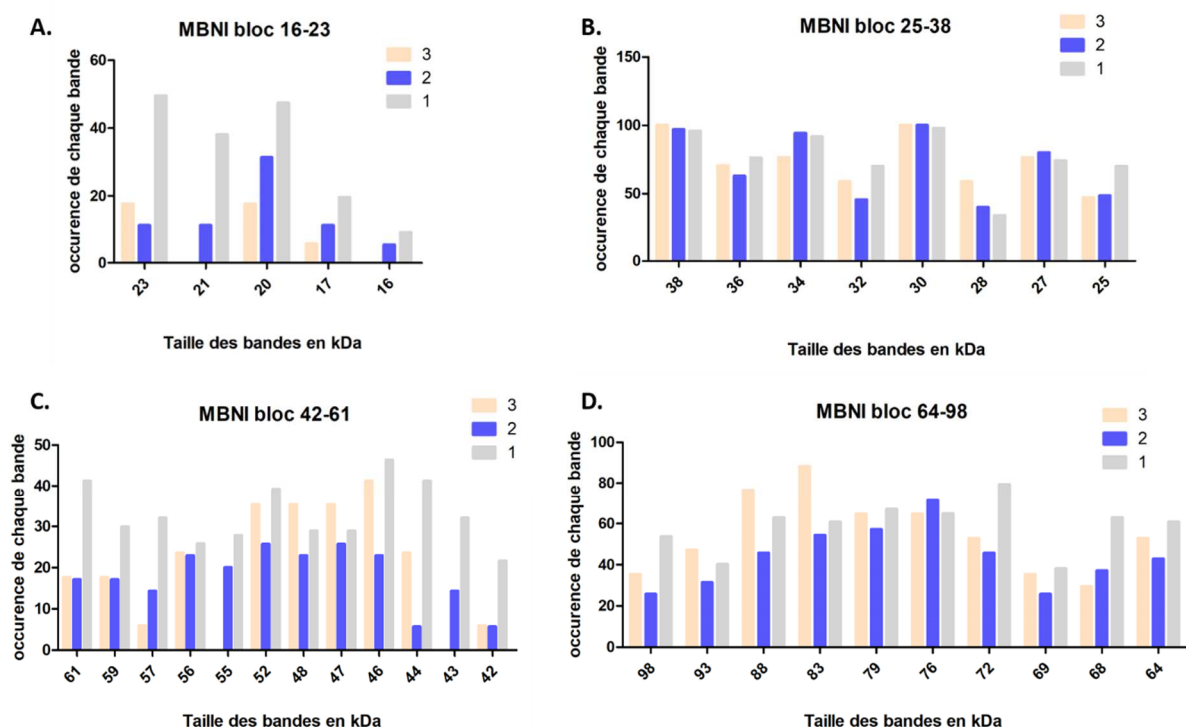 A.
MBNI bloc 16-23
3
2
1
occurence de chaque bande
60
40
20
0
23 21 20 17 16
Taille des bandes en kDa
B.
MBNI bloc 25-38
3
2
1
occurence de chaque bande
150
100
50
0
38 36 34 32 30 28 27 25
Taille des bandes en kDa
C.
MBNI bloc 42-61
3
2
1
occurence de chaque bande
50
40
30
20
10
0
61 59 57 56 55 52 48 47 46 44 43 42
Taille des bandes en kDa
D.
MBNI bloc 64-98
3
2
1
occurence de chaque bande
100
80
60
40
20
0
98 93 88 83 79 76 72 69 68 64
Taille des bandes en kDa